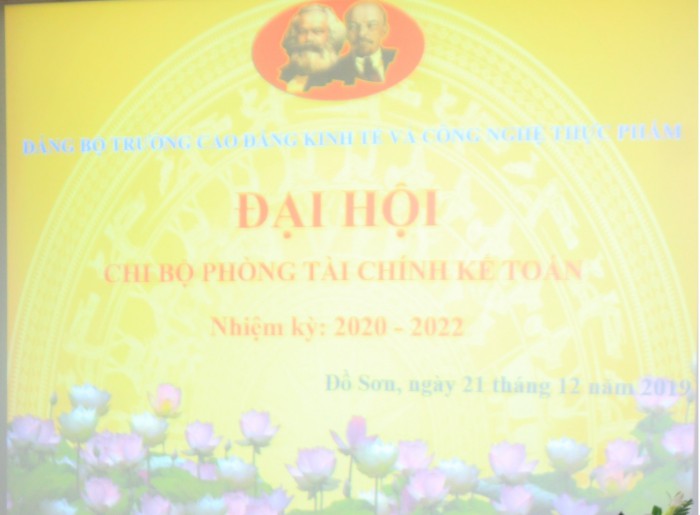 ĐẢNG BỘ TRƯỜNG CAO ĐẲNG KINH TẾ VÀ CÔNG NGHỆ THỰC PHẨM
ĐẠI HỘI
CHI BỘ PHÒNG TÀI CHÍNH KẾ TOÁN
Nhiệm kỳ: 2020 - 2022
Đồ Sơn, ngày 21 tháng 12 năm 2019